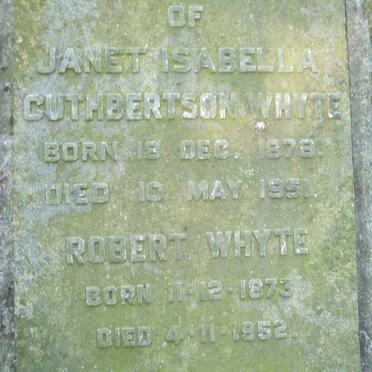 OF
JANET ISABELLA
CUTHBERTSON WHYTE
BORN 18 DEC. 1878.
DIED 10 MAY 1951.
ROBERT WHYTE
BORN 11-12-1873
DIED 4-11-1952.